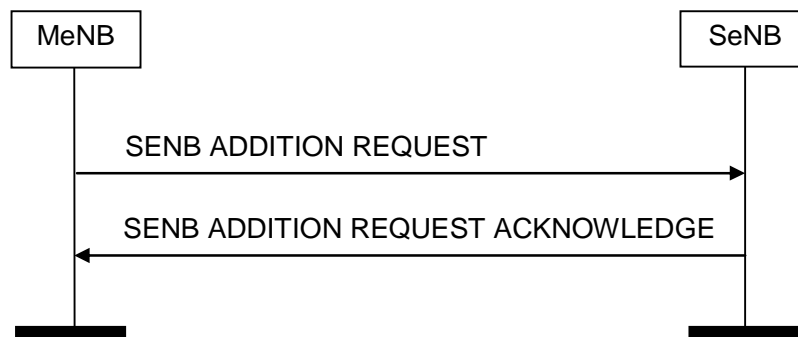 MeNB
SeNB
SENB ADDITION REQUEST
SENB ADDITION REQUEST ACKNOWLEDGE